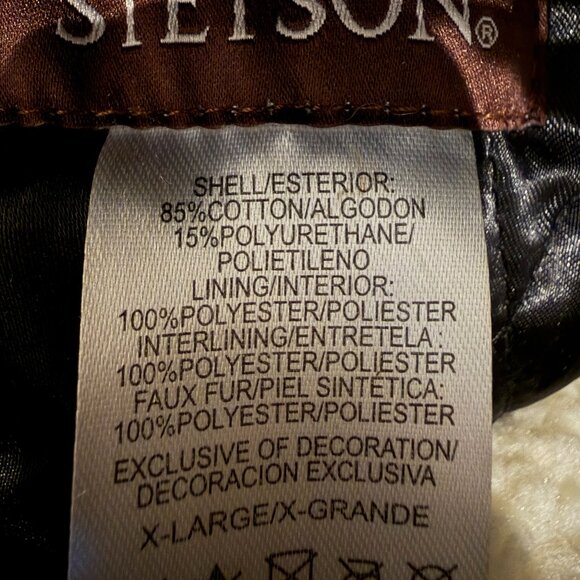 STETSON®
SHELL/ESTERIOR:
85%COTTON/ALGODON
15%POLYURETHANE/
POLIETILENO
LINING/INTERIOR:
100%POLYESTER/POLIESTER
INTERLINING/ENTRETELA :
100%POLYESTER/POLIESTER
FAUX FUR/PIEL SINTÉTICA:
100%POLYESTER/POLIESTER
EXCLUSIVE OF DECORATION/
DECORACION EXCLUSIVA
X-LARGE/X-GRANDE